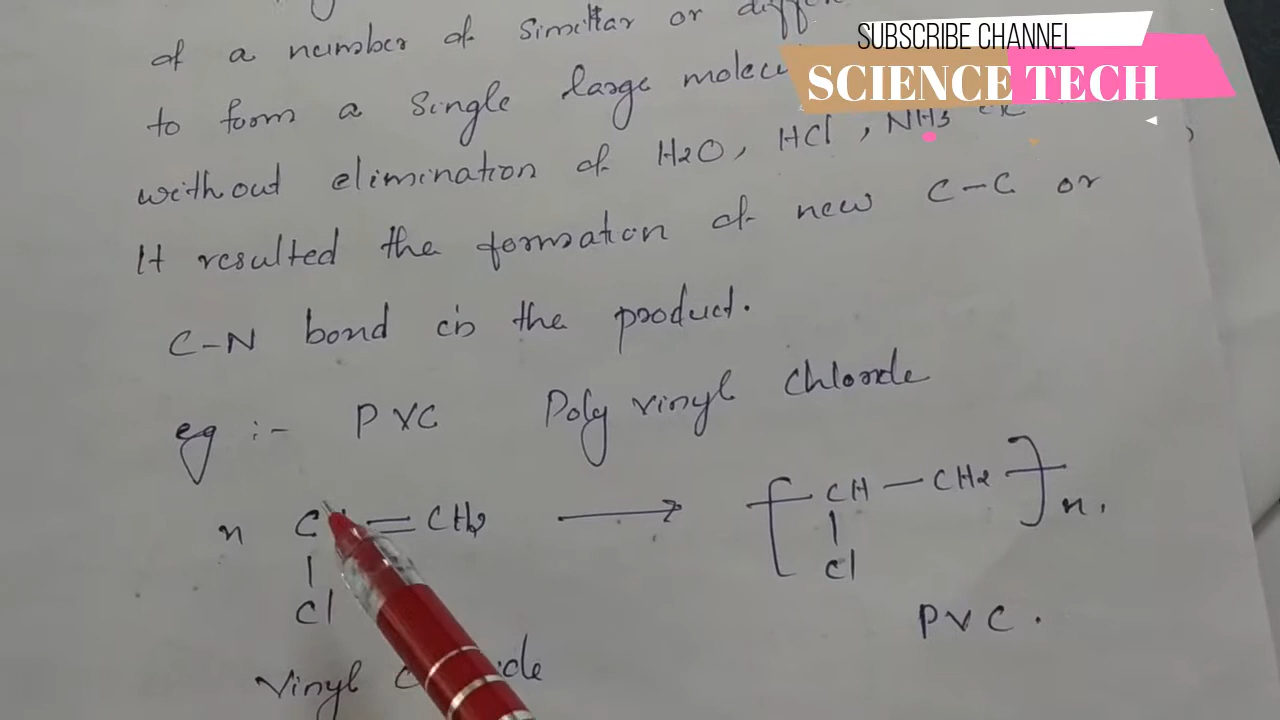 of a number of similar or
SUBSCRIBE CHANNEL
SCIENCE TECH
to form a single large
without elimination of H2O, HCl, NH3
It resulted the formation of new C-C or
C-N bond in the product.
eg :- PVC Poly vinyl chloride
n = CH2 → [ CH — CH2 ]n.
Cl Cl
PVC.
Vinyl